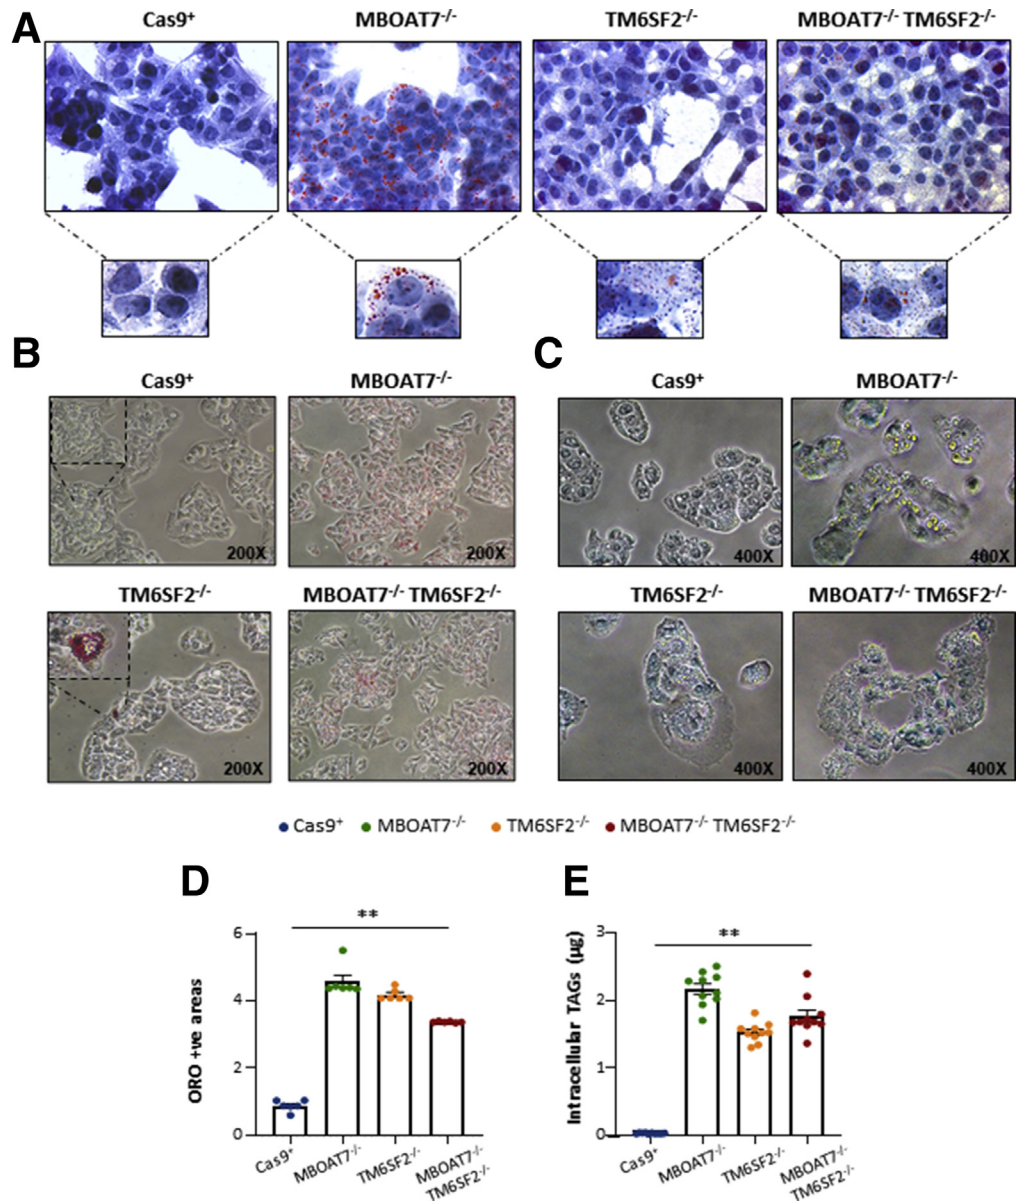 A
Cas9⁺ MBOAT7⁻/⁻ TM6SF2⁻/⁻ MBOAT7⁻/⁻ TM6SF2⁻/⁻
B C
Cas9⁺ MBOAT7⁻/⁻ Cas9⁺ MBOAT7⁻/⁻
200X 200X 400X 400X
TM6SF2⁻/⁻ MBOAT7⁻/⁻ TM6SF2⁻/⁻ TM6SF2⁻/⁻ MBOAT7⁻/⁻ TM6SF2⁻/⁻
200X 200X 400X 400X
Cas9⁺ MBOAT7⁻/⁻ TM6SF2⁻/⁻ MBOAT7⁻/⁻ TM6SF2⁻/⁻
D
**
ORO +ve areas
6
4
2
0
Cas9⁺ MBOAT7⁻/⁻ TM6SF2⁻/⁻ MBOAT7⁻/⁻
TM6SF2⁻/⁻
E
**
Intracellular TAGs (μg)
3
2
1
0
Cas9⁺ MBOAT7⁻/⁻ TM6SF2⁻/⁻ MBOAT7⁻/⁻
TM6SF2⁻/⁻